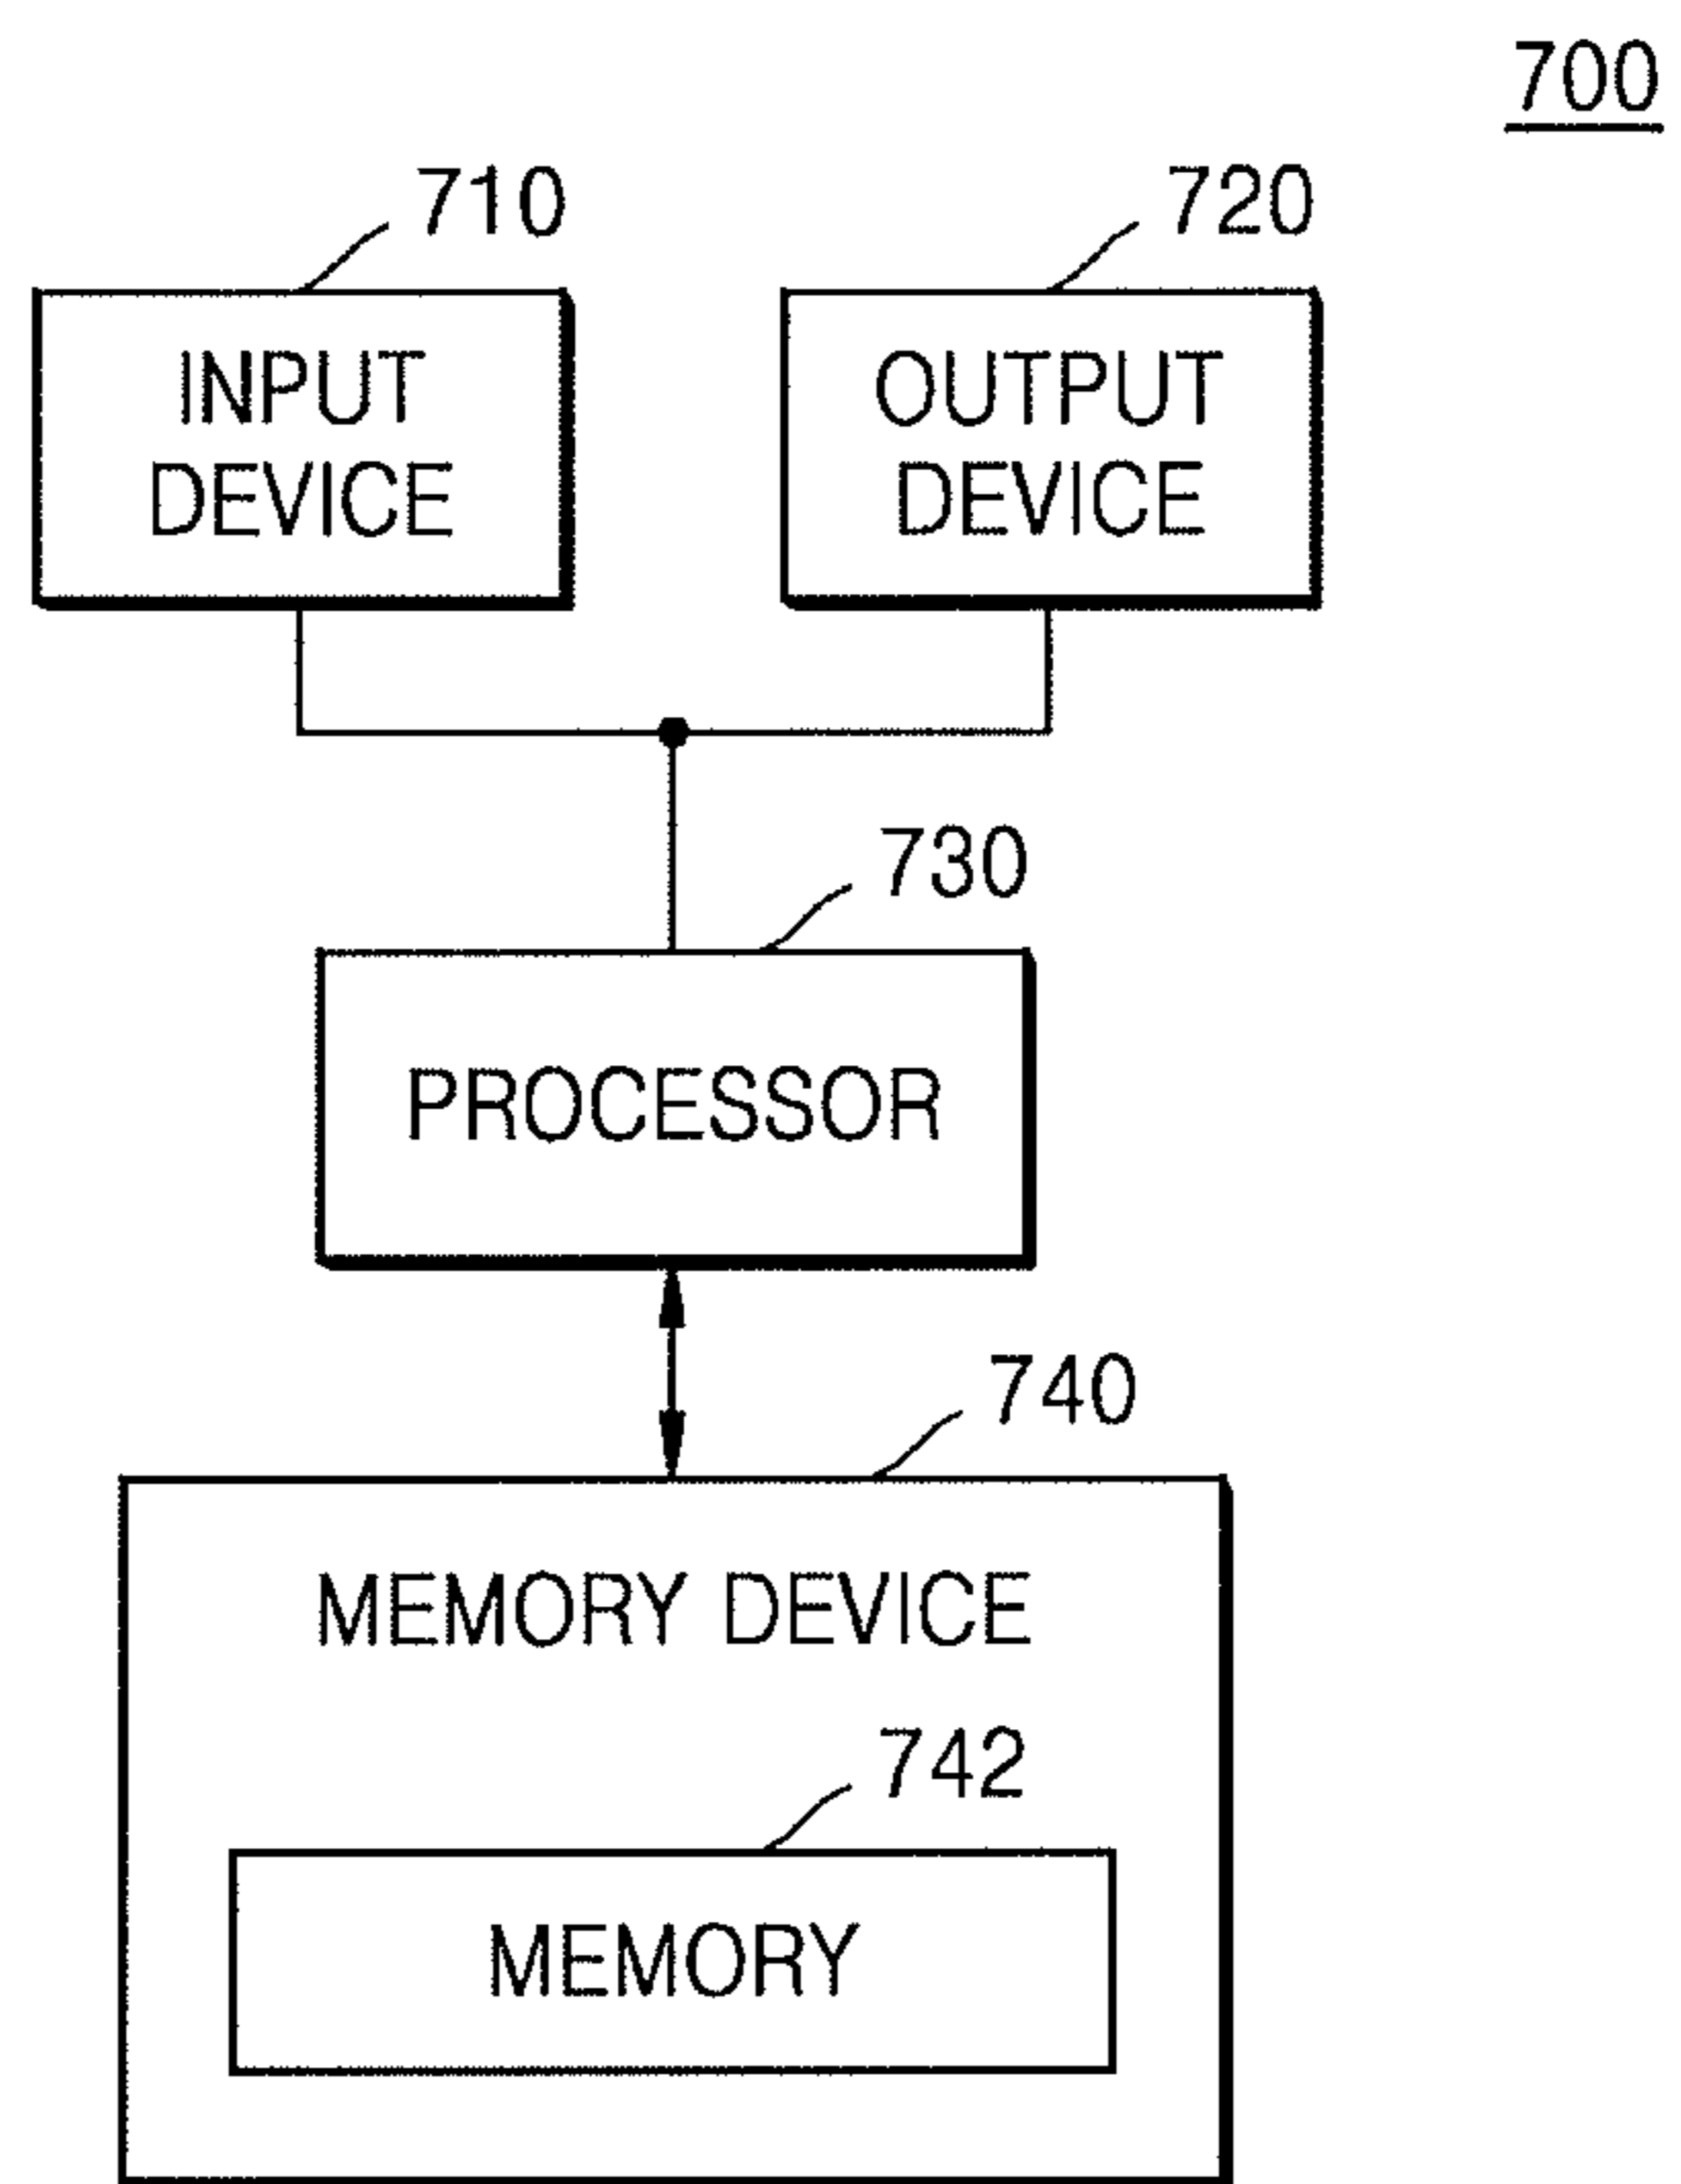 700
710
720
INPUT
DEVICE
OUTPUT
DEVICE
730
PROCESSOR
740
MEMORY DEVICE
742
MEMORY